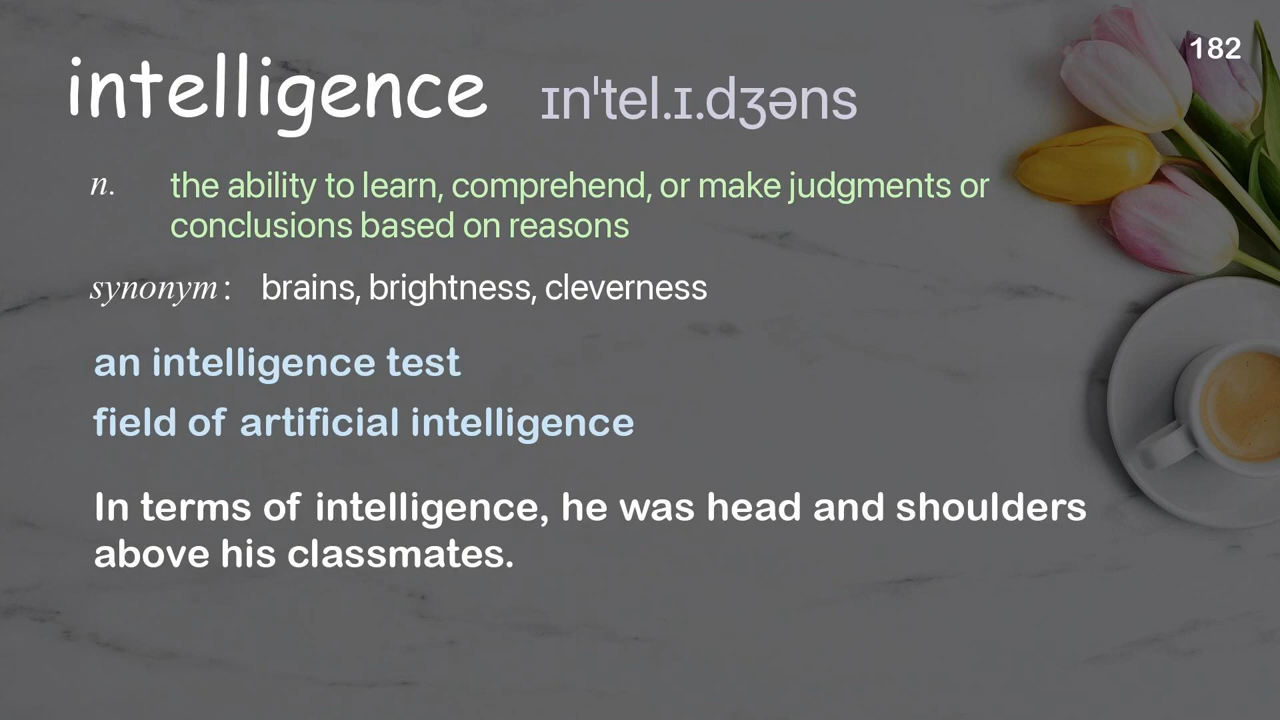 182
intelligence ɪnˈtel.ɪ.dʒəns
n. the ability to learn, comprehend, or make judgments or
conclusions based on reasons
synonym: brains, brightness, cleverness
an intelligence test
field of artificial intelligence
In terms of intelligence, he was head and shoulders
above his classmates.